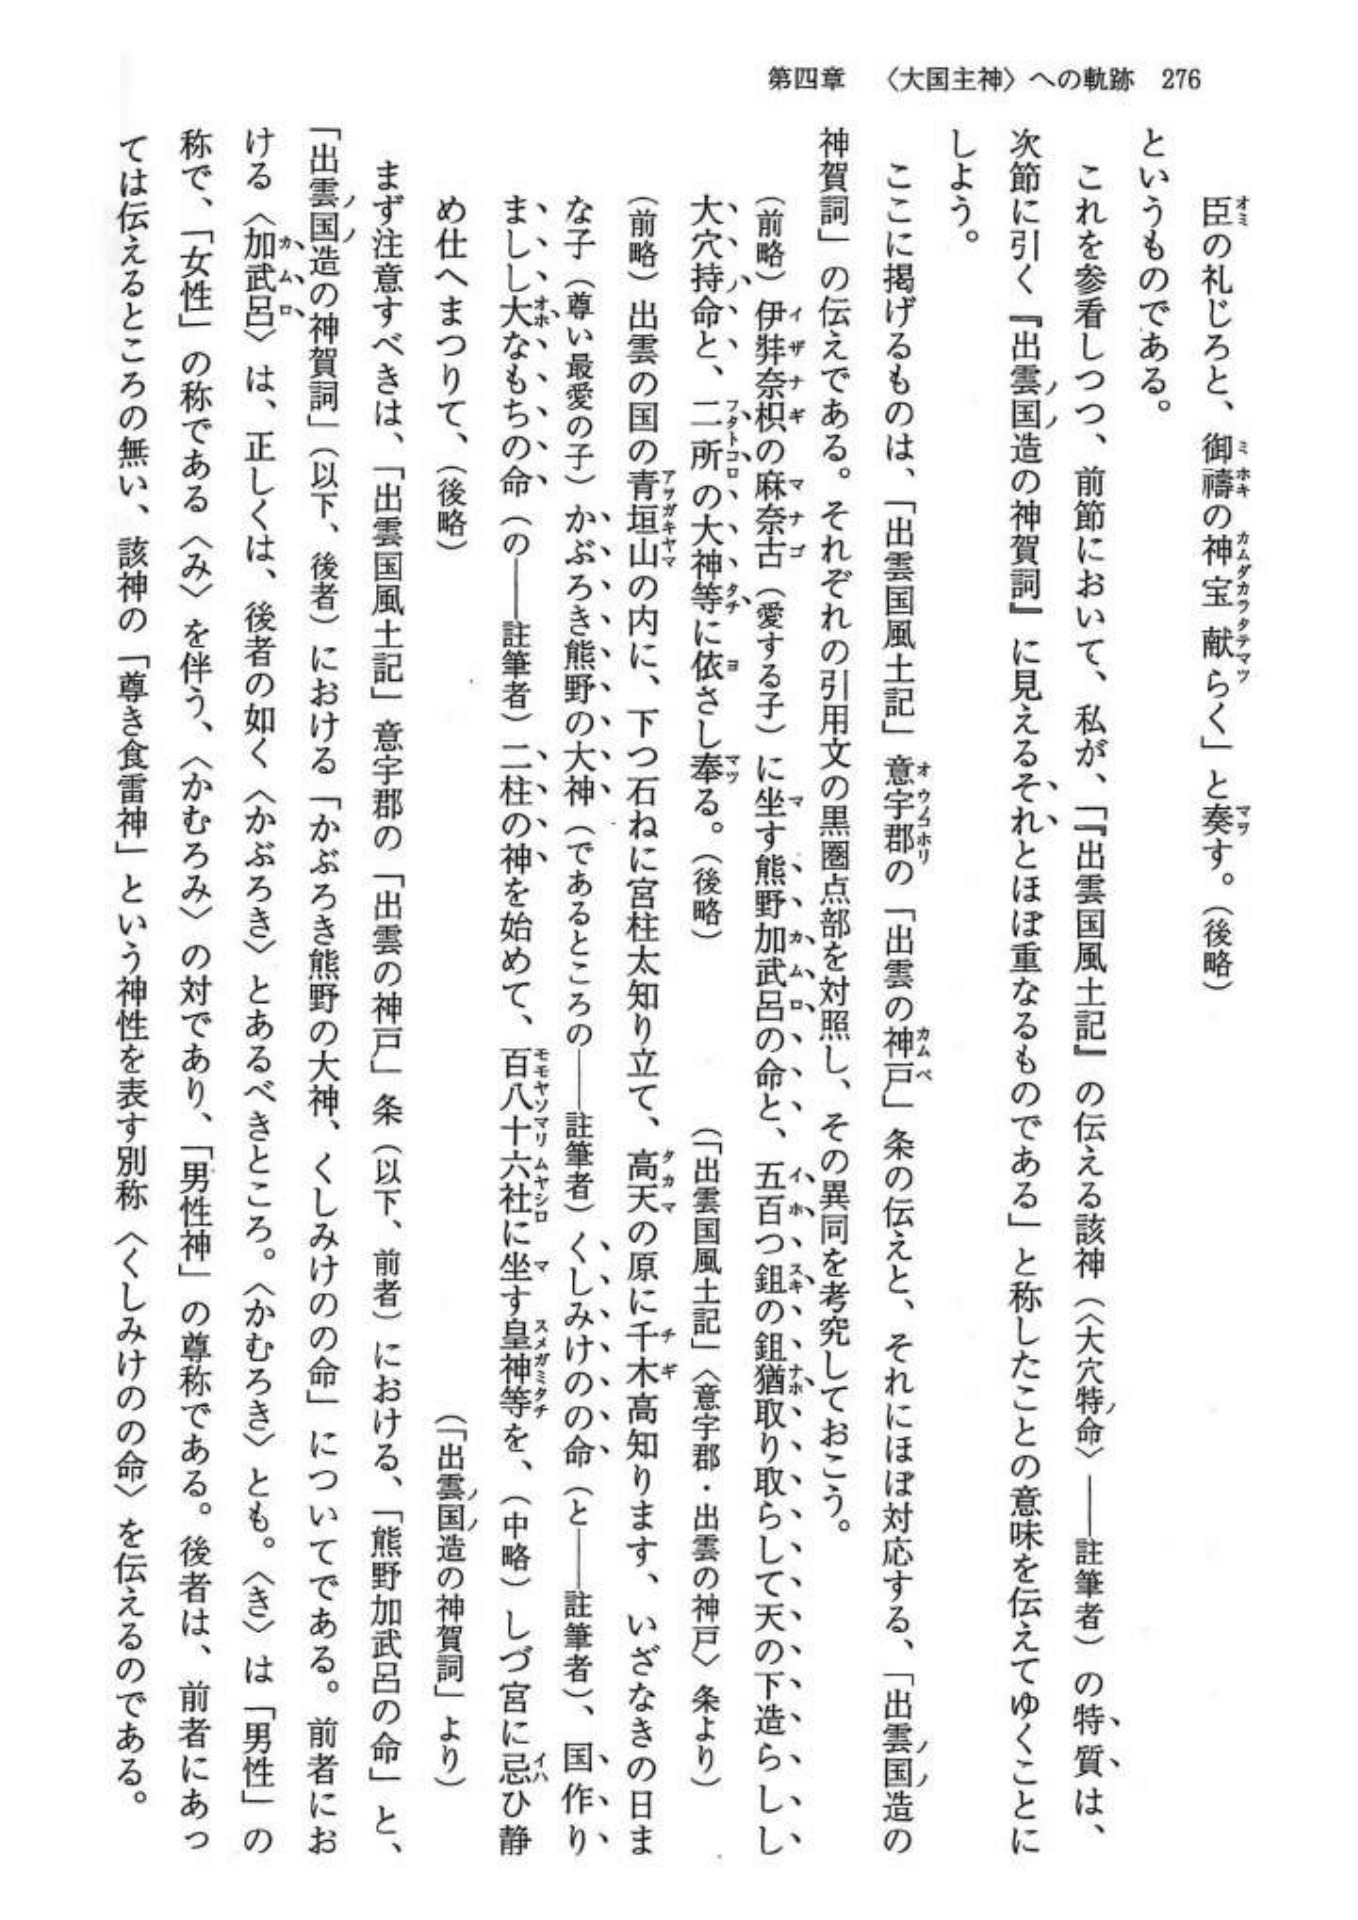 第四章　〈大国主神〉への軌跡　276
臣の礼じろと、御禱の神宝献らく」と奏す。（後略）
というものである。
これを参看しつつ、前節において、私が、「『出雲国風土記』の伝える該神（〈大穴特ノ命〉――註筆者）の特質は、
次節に引く『出雲ノ国ノ造の神賀詞』に見えるそれとほぼ重なるものである」と称したことの意味を伝えてゆくことに
しよう。
ここに掲げるものは、「出雲国風土記」意宇郡の「出雲の神戸」条の伝えと、それにほぼ対応する、「出雲ノ国ノ造の
神賀詞」の伝えである。それぞれの引用文の黒圏点部を対照し、その異同を考究しておこう。
（前略）伊弉奈枳の麻奈古（愛する子）に坐す熊野加武呂の命と、五百つ鉏の鉏猶取り取らして天の下造らしし
大穴持ノ命と、二所の大神等に依さし奉る。（後略）　（「出雲国風土記」〈意宇郡・出雲の神戸〉条より）
（前略）出雲の国の青垣山の内に、下つ石ねに宮柱太知り立て、高天の原に千木高知ります、いざなきの日ま
な子（尊い最愛の子）かぶろき熊野の大神（であるところの――註筆者）くしみけのの命（と――註筆者）、国作り
ましし大なもちの命（の――註筆者）二柱の神を始めて、百八十六社に坐す皇神等を、（中略）しづ宮に忌ひ静
め仕へまつりて、（後略）　（「出雲ノ国ノ造の神賀詞」より）
まず注意すべきは、「出雲国風土記」意宇郡の「出雲の神戸」条（以下、前者）における、「熊野加武呂の命」と、
「出雲ノ国ノ造の神賀詞」（以下、後者）における「かぶろき熊野の大神、くしみけのの命」についてである。前者にお
ける〈加武呂〉は、正しくは、後者の如く〈かぶろき〉とあるべきところ。〈かむろき〉とも。〈き〉は「男性」の
称で、「女性」の称である〈み〉を伴う、〈かむろみ〉の対であり、「男性神」の尊称である。後者は、前者にあっ
ては伝えるところの無い、該神の「尊き食雷神」という神性を表す別称〈くしみけのの命〉を伝えるのである。